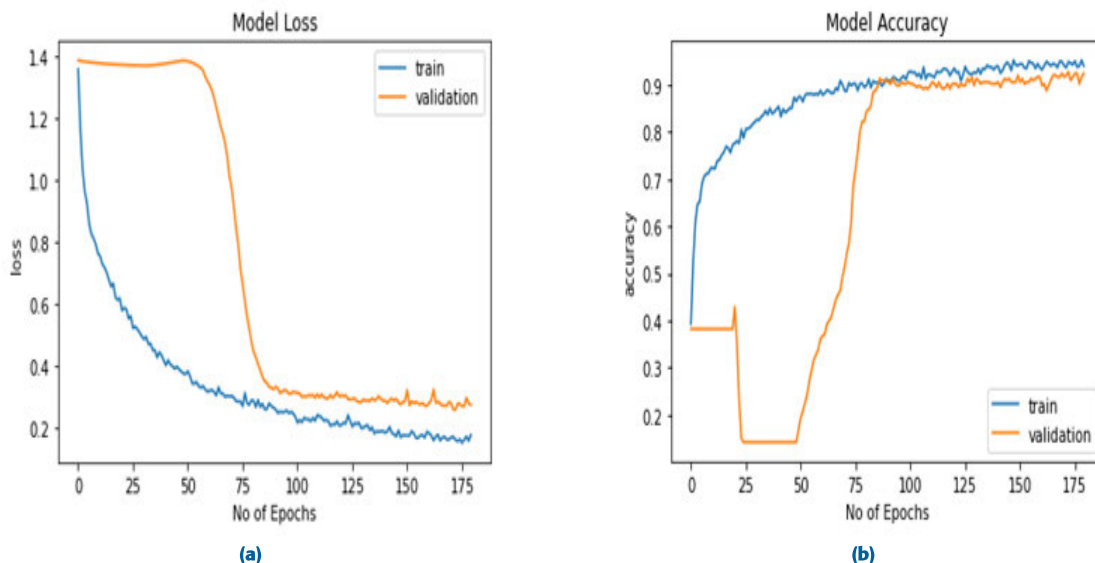 Model Loss
1.4
1.2
1.0
0.8
0.6
0.4
0.2
loss
train
validation
0 25 50 75 100 125 150 175
No of Epochs
(a)
Model Accuracy
0.9
0.8
0.7
0.6
0.5
0.4
0.3
0.2
accuracy
train
validation
0 25 50 75 100 125 150 175
No of Epochs
(b)